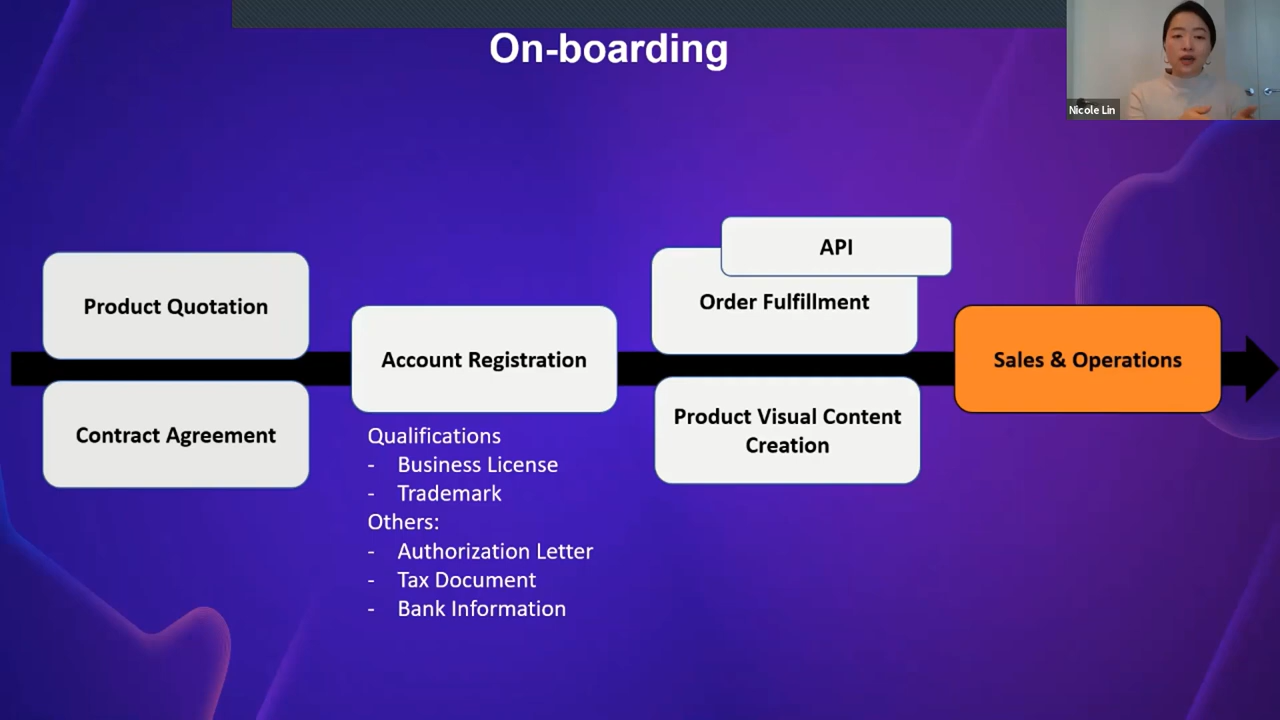 On-boarding
Nicole Lin
Product Quotation
Contract Agreement
Account Registration
Qualifications
- Business License
- Trademark
Others:
- Authorization Letter
- Tax Document
- Bank Information
API
Order Fulfillment
Product Visual Content
Creation
Sales & Operations